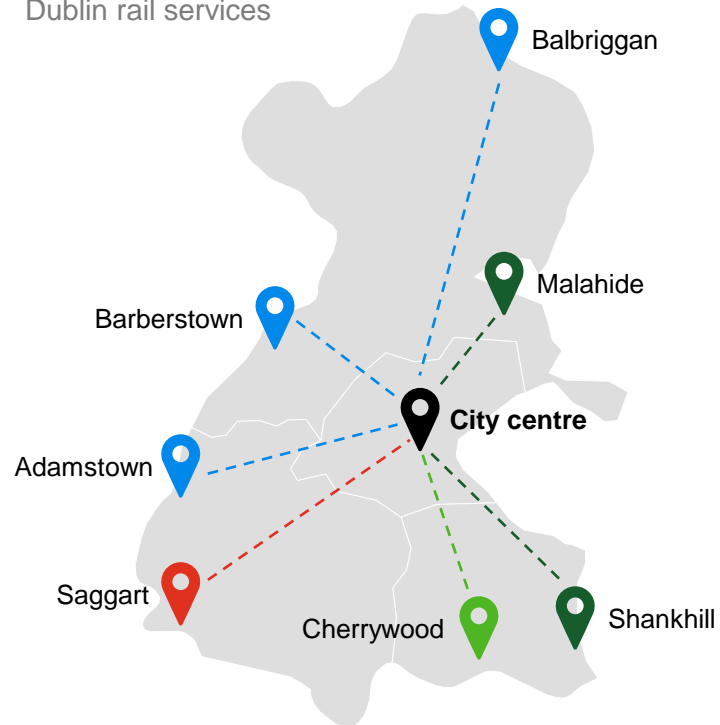 Dublin rail services
Balbriggan
Malahide
Barberstown
City centre
Adamstown
Saggart
Cherrywood
Shankhill